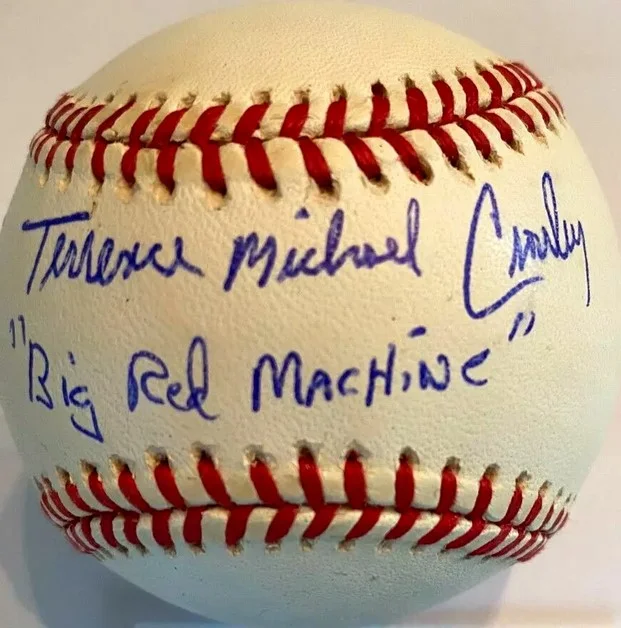 Terrence Michael Crowley
"Big Red MACHiNe"